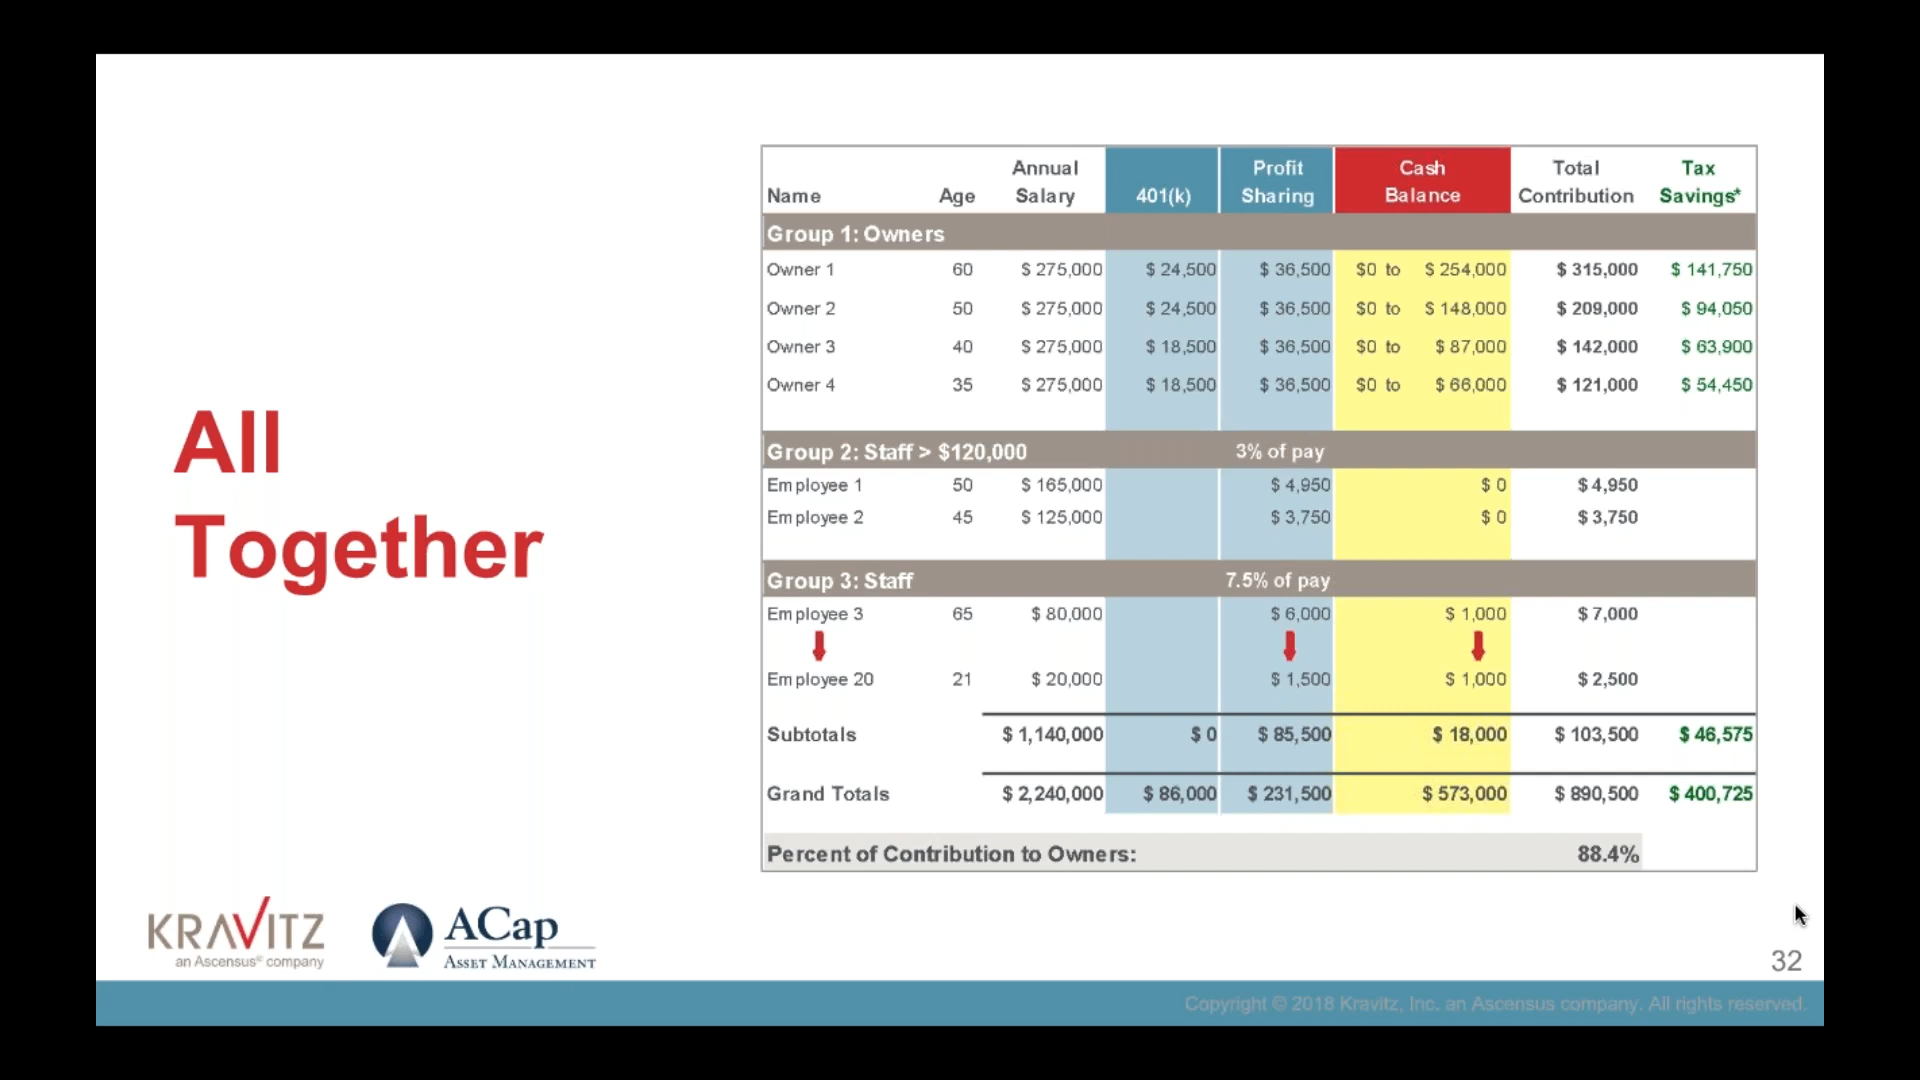 All
Together
Name Age Annual Salary 401(k) Profit Sharing Cash Balance Total Contribution Tax Savings*
Group 1: Owners
Owner 1 60 $ 275,000 $ 24,500 $ 36,500 $0 to $ 254,000 $ 315,000 $ 141,750
Owner 2 50 $ 275,000 $ 24,500 $ 36,500 $0 to $ 148,000 $ 209,000 $ 94,050
Owner 3 40 $ 275,000 $ 18,500 $ 36,500 $0 to $ 87,000 $ 142,000 $ 63,900
Owner 4 35 $ 275,000 $ 18,500 $ 36,500 $0 to $ 66,000 $ 121,000 $ 54,450
Group 2: Staff > $120,000 3% of pay
Employee 1 50 $ 165,000 $ 4,950 $ 0 $ 4,950
Employee 2 45 $ 125,000 $ 3,750 $ 0 $ 3,750
Group 3: Staff 7.5% of pay
Employee 3 65 $ 80,000 $ 6,000 $ 1,000 $ 7,000
Employee 20 21 $ 20,000 $ 1,500 $ 1,000 $ 2,500
Subtotals $ 1,140,000 $ 0 $ 85,500 $ 18,000 $ 103,500 $ 46,575
Grand Totals $ 2,240,000 $ 86,000 $ 231,500 $ 573,000 $ 890,500 $ 400,725
Percent of Contribution to Owners: 88.4%
KRAVITZ
an Ascensus® company
ACap
ASSET MANAGEMENT
32
Copyright © 2018 Kravitz, Inc. an Ascensus company. All rights reserved.